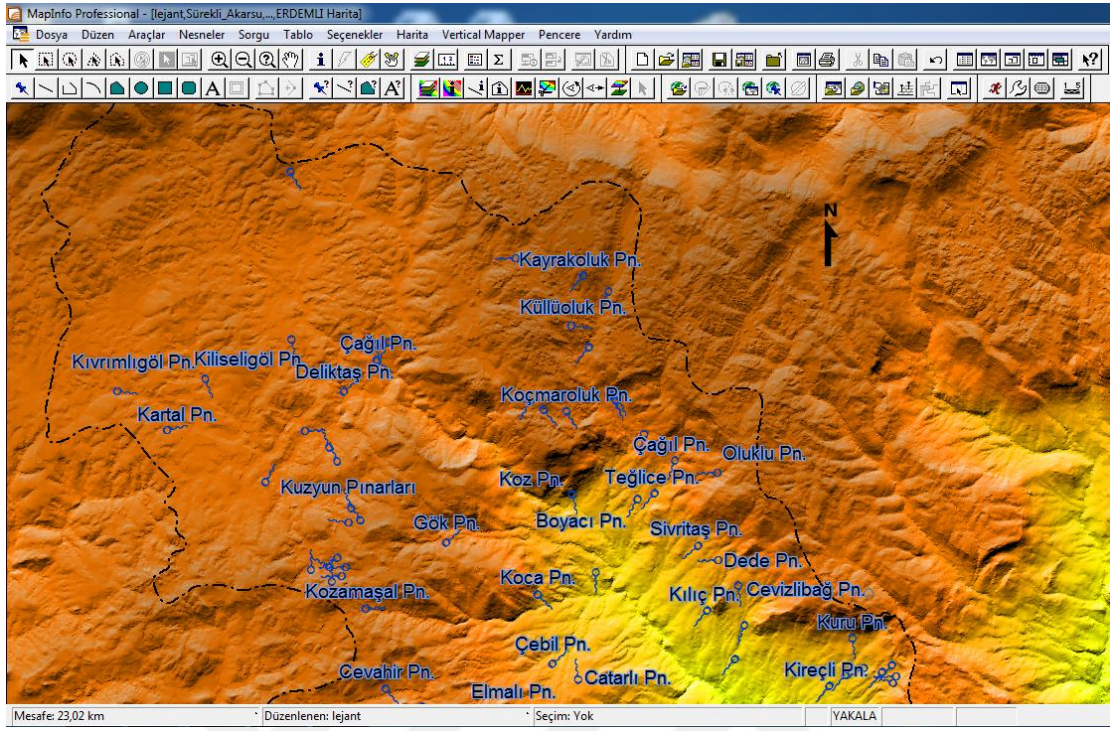 MapInfo Professional - [lejant,Sürekli_Akarsu,...,ERDEMLI Harita]
Dosya Düzen Araçlar Nesneler Sorgu Tablo Seçenekler Harita Vertical Mapper Pencere Yardım
N
Kayrakoluk Pn.
Küllüoluk Pn.
Çağıl Pn.
Kıvrımlıgöl Pn.
Kiliseligöl Pn
Deliktaş Pn.
Kartal Pn.
Koçmaroluk Pn.
Çağıl Pn.
Oluklu Pn.
Koz Pn.
Teğlice Pn.
Kuzyun Pınarları
Gök Pn.
Boyacı Pn.
Sivritaş Pn.
Dede Pn.
Koca Pn.
Kozamaşal Pn.
Kılıç Pn.
Cevizlibağ Pn.
Kuru Pn.
Çebil Pn.
Cevahir Pn.
Catarlı Pn.
Kireçli Pn.
Elmalı Pn.
Mesafe: 23,02 km
Düzenlenen: lejant
Seçim: Yok
YAKALA